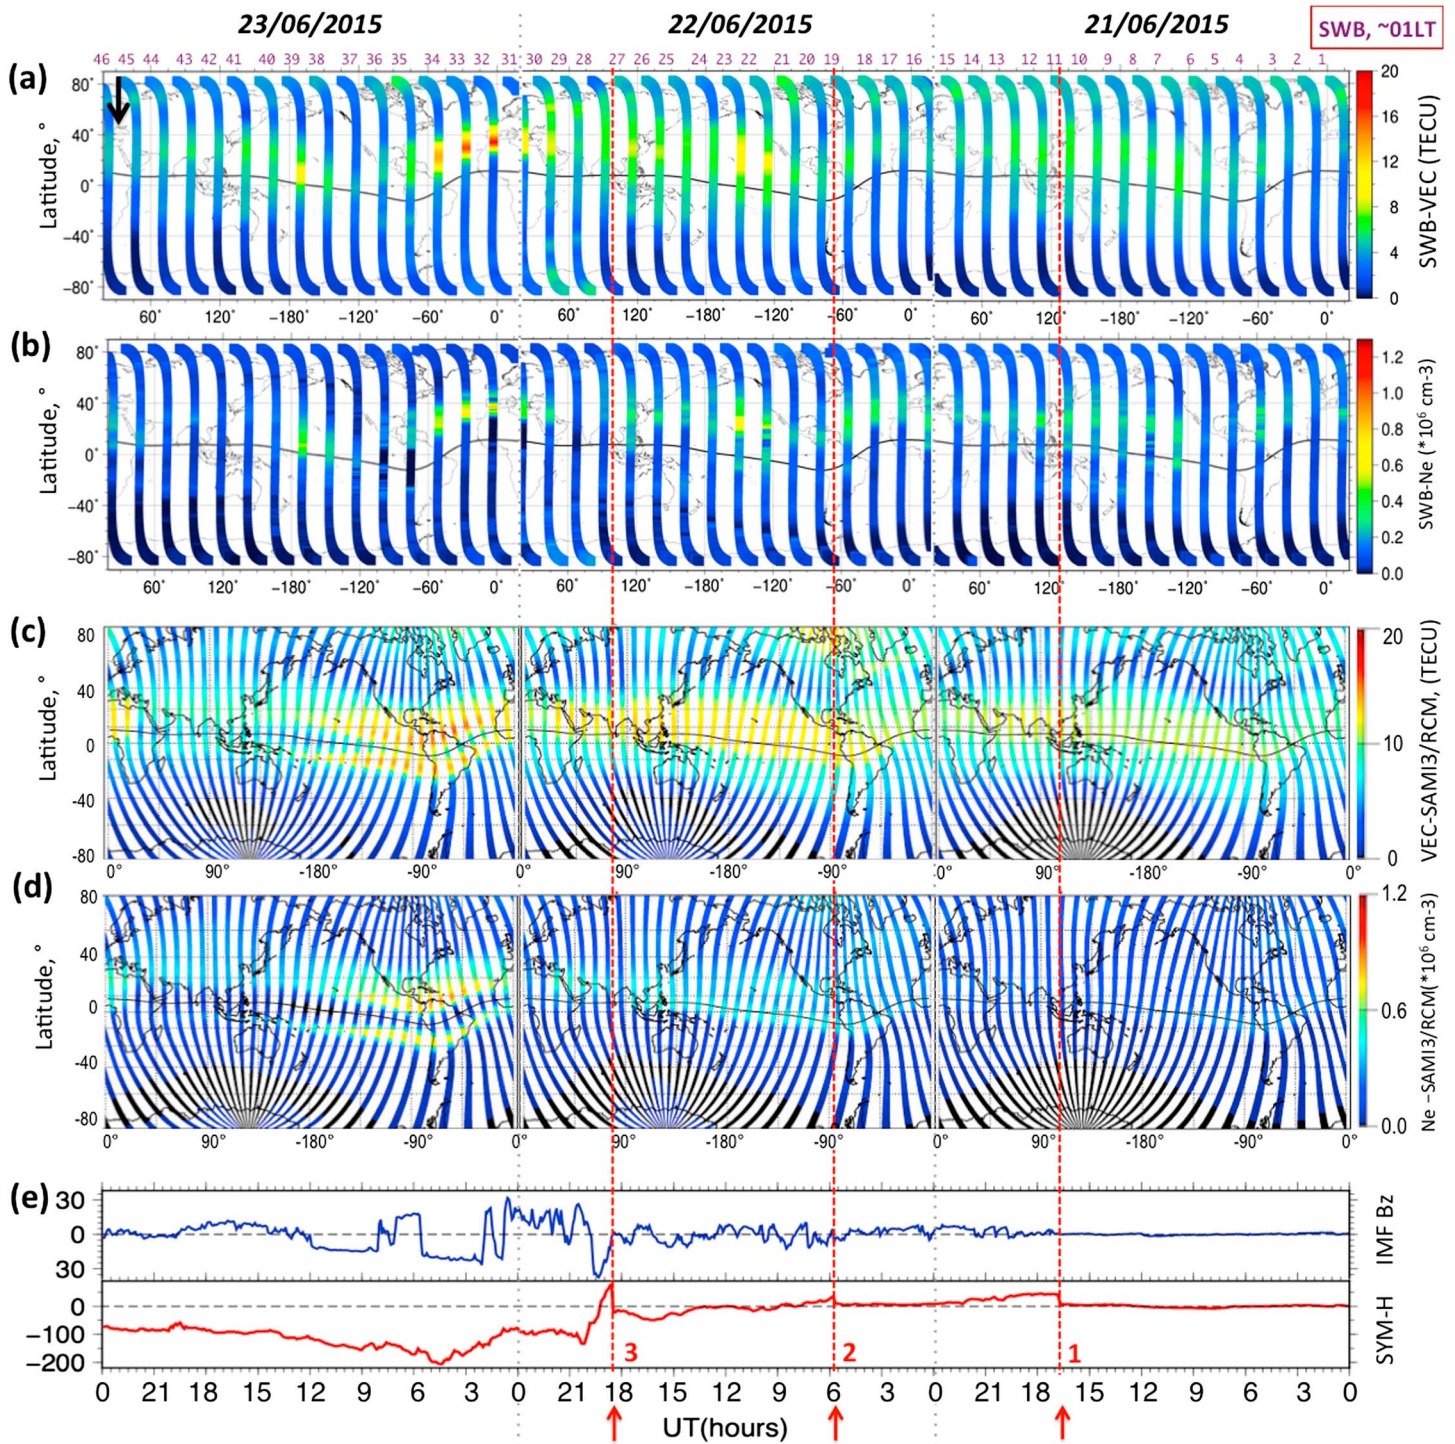 23/06/2015 22/06/2015 21/06/2015 SWB, ~01LT
46 45 44 43 42 41 40 39 38 37 36 35 34 33 32 31 30 29 28 27 26 25 24 23 22 21 20 19 18 17 16 15 14 13 12 11 10 9 8 7 6 5 4 3 2 1
(a)
80° 40° 0° −40° −80°
Latitude, °
20 16 12 8 4 0
SWB-VEC (TECU)
60° 120 −180° −120° −60° 0° 60° 120 −180° −120° −60° 0° 60° 120 −180° −120° −60° 0°
(b)
80° 40° 0° −40° −80°
Latitude, °
1.2 1.0 0.8 0.6 0.4 0.2 0.0
SWB-Ne (*10⁶ cm-3)
60° 120 −180° −120° −60° 0° 60° 120 −180° −120° −60 0° 60° 120 −180° −120° −60° 0°
(c)
80 40 0 -40 -80
Latitude, °
20 10 0
VEC-SAMI3/RCM, (TECU)
0° 90° -180° -90° 0° 90° -180° -90° 0° 90° -180° -90° 0°
(d)
80 40 0 -40 -80
Latitude, °
1.2 0.6 0.0
Ne −SAMI3/RCM(*10⁶ cm-3)
0° 90° -180° -90° 0° 90° -180° -90° 0° 90° -180° -90° 0°
(e)
30 0 30
IMF Bz
0 −100 −200
SYM-H
3 2 1
0 21 18 15 12 9 6 3 0 21 18 15 12 9 6 3 0 21 18 15 12 9 6 3 0
UT(hours)